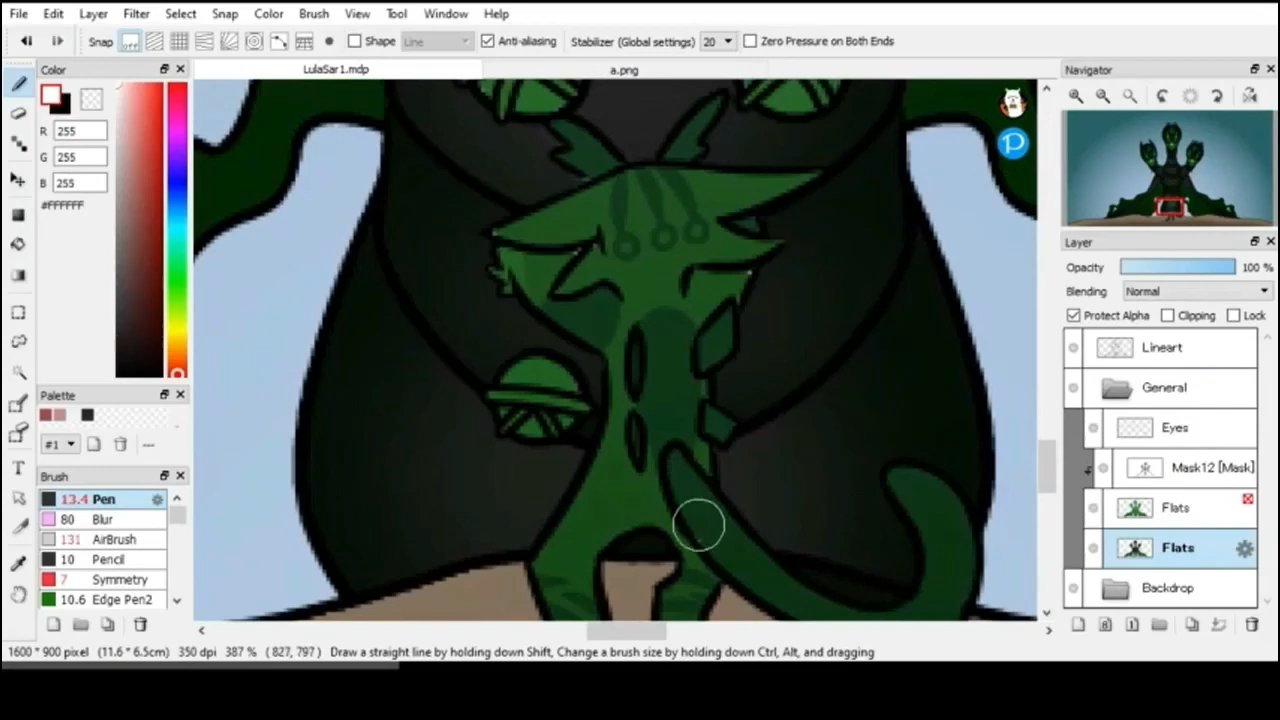 File Edit Layer Filter Select Snap Color Brush View Tool Window Help
Snap off Shape Line Anti-aliasing Stabilizer (Global settings) 20 Zero Pressure on Both Ends
Color
R 255
G 255
B 255
#FFFFFF
Palette
#1
Brush
13.4 Pen
80 Blur
131 AirBrush
10 Pencil
7 Symmetry
10.6 Edge Pen2
LulaSar1.mdp a.png
Navigator
Layer
Opacity 100 %
Blending Normal
Protect Alpha Clipping Lock
Lineart
General
Eyes
Mask12 [Mask]
Flats
Flats
Backdrop
1600 * 900 pixel (11.6 * 6.5cm) 350 dpi 387 % ( 827, 797 ) Draw a straight line by holding down Shift, Change a brush size by holding down Ctrl, Alt, and dragging